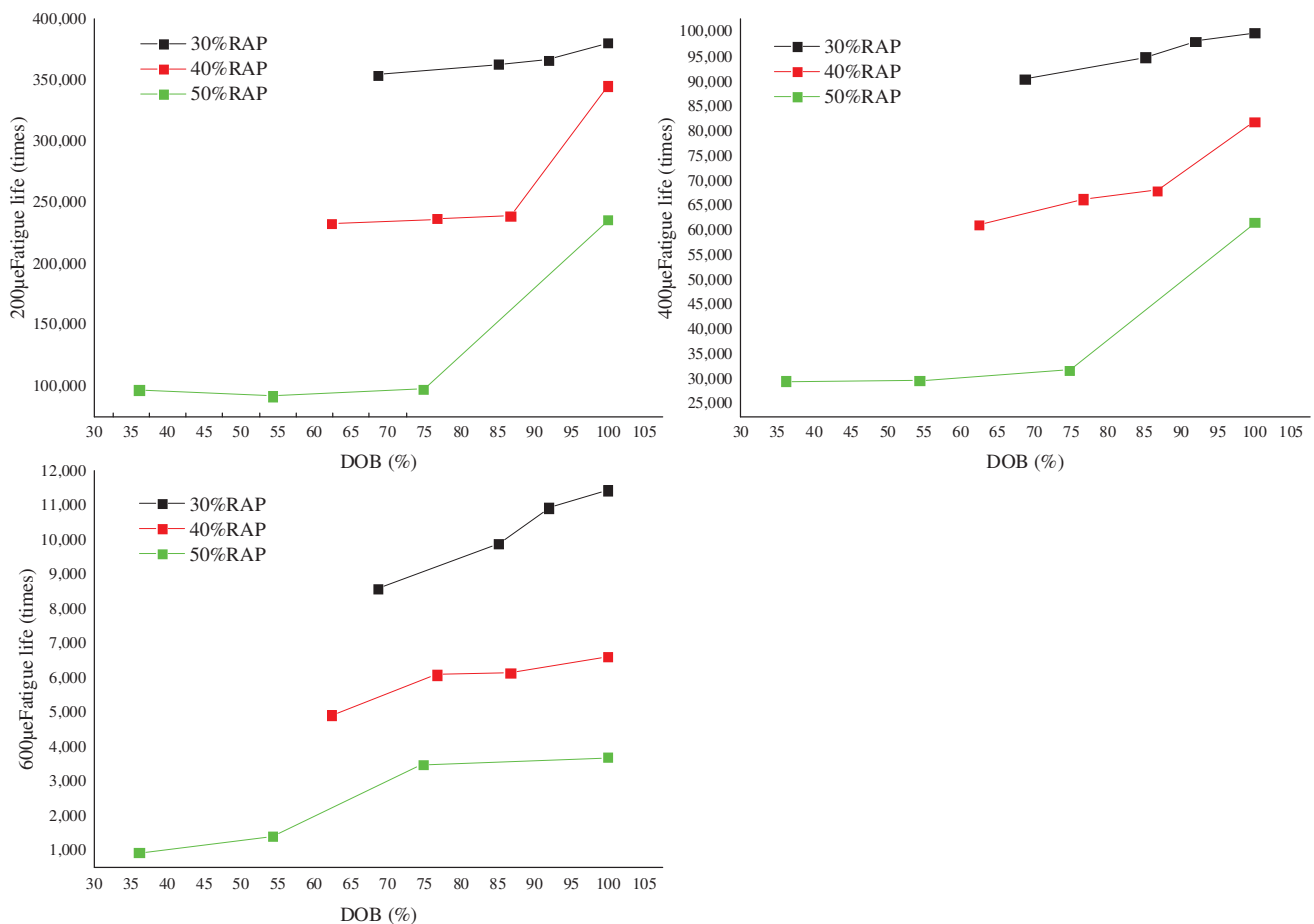 400,000
350,000
300,000
250,000
200,000
150,000
100,000
200μeFatigue life (times)
30%RAP
40%RAP
50%RAP
30 35 40 45 50 55 60 65 70 75 80 85 90 95 100 105
DOB (%)
100,000
95,000
90,000
85,000
80,000
75,000
70,000
65,000
60,000
55,000
50,000
45,000
40,000
35,000
30,000
25,000
400μeFatigue life (times)
30%RAP
40%RAP
50%RAP
30 35 40 45 50 55 60 65 70 75 80 85 90 95 100 105
DOB (%)
12,000
11,000
10,000
9,000
8,000
7,000
6,000
5,000
4,000
3,000
2,000
1,000
600μeFatigue life (times)
30%RAP
40%RAP
50%RAP
30 35 40 45 50 55 60 65 70 75 80 85 90 95 100 105
DOB (%)